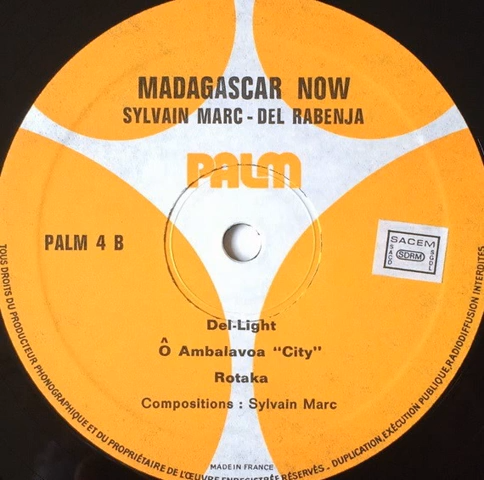 MADAGASCAR NOW
SYLVAIN MARC - DEL RABENJA
PALM
PALM 4 B
SACEM
SACD SDRM SGDL
Del-Light
Ô Ambalavoa “City”
Rotaka
Compositions : Sylvain Marc
MADE IN FRANCE
TOUS DROITS DU PRODUCTEUR PHONOGRAPHIQUE ET DU PROPRIÉTAIRE DE L'ŒUVRE ENREGISTRÉE RÉSERVÉS - DUPLICATION, EXÉCUTION PUBLIQUE, RADIODIFFUSION INTERDITES